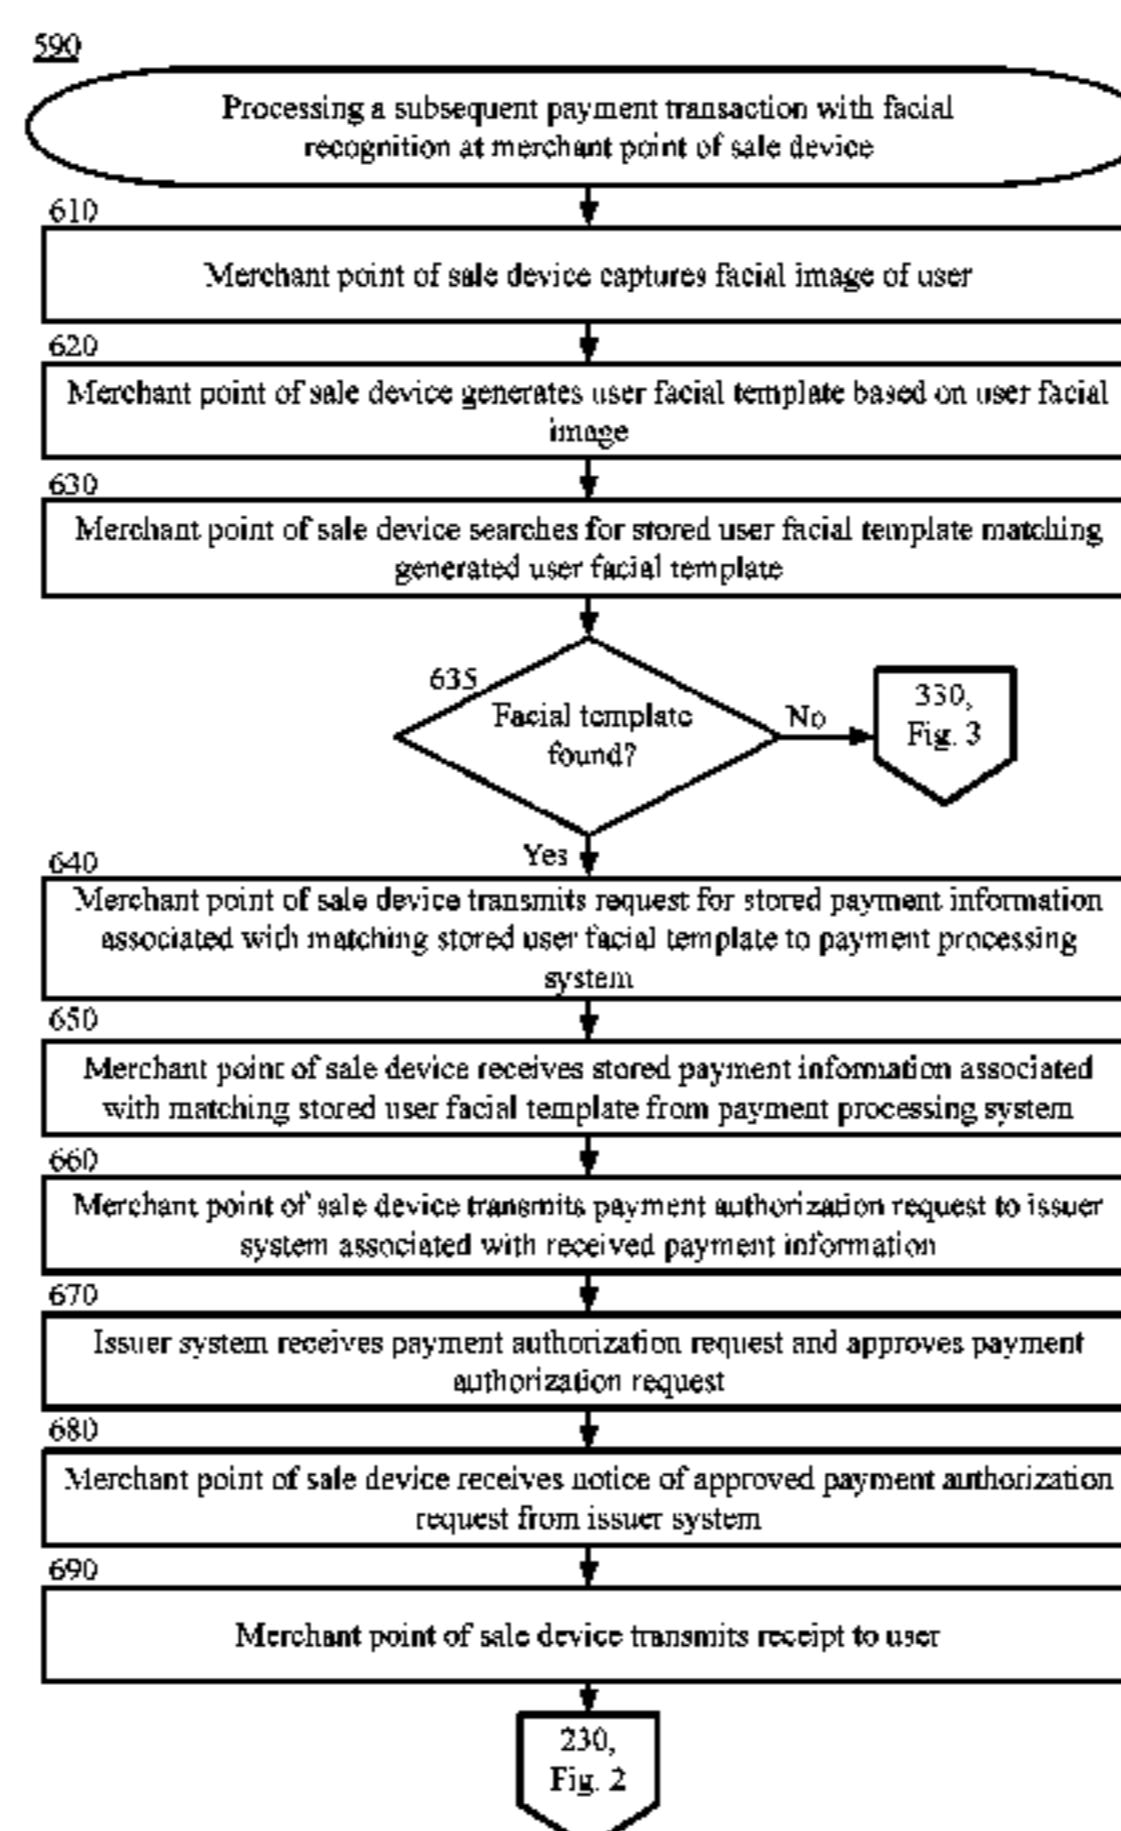 590
Processing a subsequent payment transaction with facial
recognition at merchant point of sale device
610
Merchant point of sale device captures facial image of user
620
Merchant point of sale device generates user facial template based on user facial
image
630
Merchant point of sale device searches for stored user facial template matching
generated user facial template
635
Facial template
found?
No
330,
Fig. 3
Yes
640
Merchant point of sale device transmits request for stored payment information
associated with matching stored user facial template to payment processing
system
650
Merchant point of sale device receives stored payment information associated
with matching stored user facial template from payment processing system
660
Merchant point of sale device transmits payment authorization request to issuer
system associated with received payment information
670
Issuer system receives payment authorization request and approves payment
authorization request
680
Merchant point of sale device receives notice of approved payment authorization
request from issuer system
690
Merchant point of sale device transmits receipt to user
230,
Fig. 2